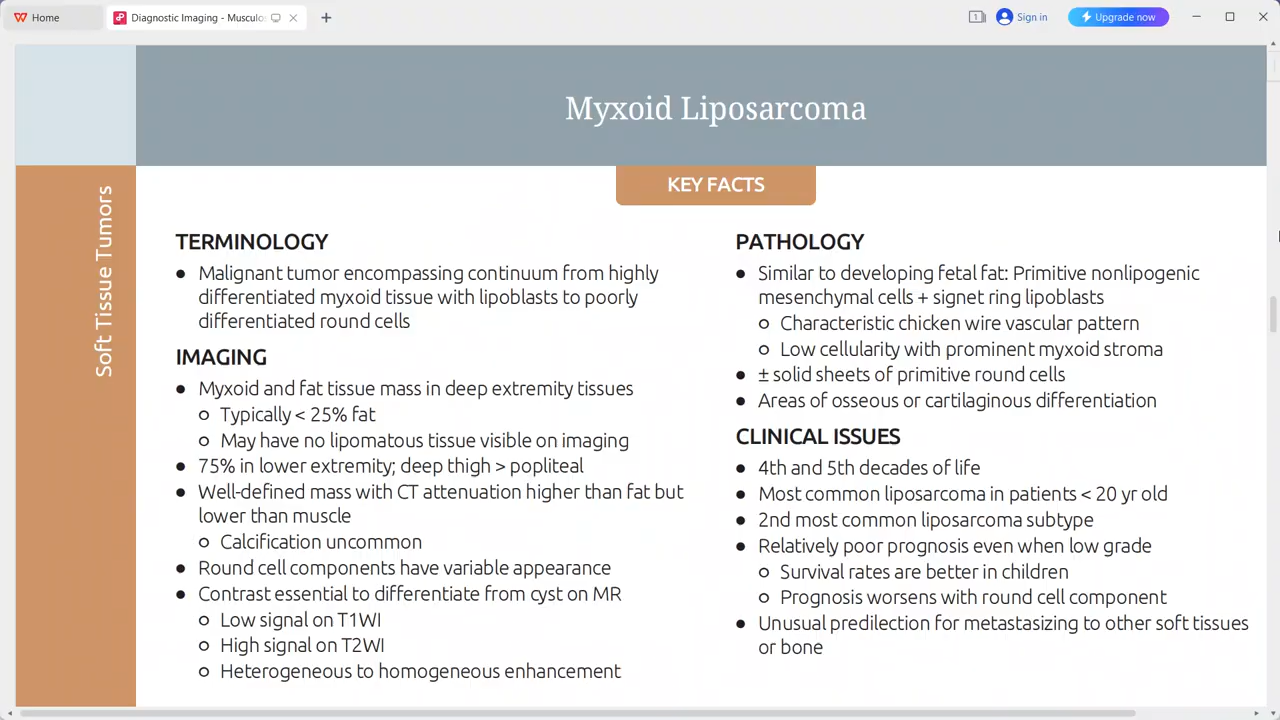 Home
Diagnostic Imaging - Musculos
1
Sign in
Upgrade now
Myxoid Liposarcoma
Soft Tissue Tumors
KEY FACTS
TERMINOLOGY
● Malignant tumor encompassing continuum from highly
differentiated myxoid tissue with lipoblasts to poorly
differentiated round cells
IMAGING
● Myxoid and fat tissue mass in deep extremity tissues
○ Typically < 25% fat
○ May have no lipomatous tissue visible on imaging
● 75% in lower extremity; deep thigh > popliteal
● Well-defined mass with CT attenuation higher than fat but
lower than muscle
○ Calcification uncommon
● Round cell components have variable appearance
● Contrast essential to differentiate from cyst on MR
○ Low signal on T1WI
○ High signal on T2WI
○ Heterogeneous to homogeneous enhancement
PATHOLOGY
● Similar to developing fetal fat: Primitive nonlipogenic
mesenchymal cells + signet ring lipoblasts
○ Characteristic chicken wire vascular pattern
○ Low cellularity with prominent myxoid stroma
● ± solid sheets of primitive round cells
● Areas of osseous or cartilaginous differentiation
CLINICAL ISSUES
● 4th and 5th decades of life
● Most common liposarcoma in patients < 20 yr old
● 2nd most common liposarcoma subtype
● Relatively poor prognosis even when low grade
○ Survival rates are better in children
○ Prognosis worsens with round cell component
● Unusual predilection for metastasizing to other soft tissues
or bone